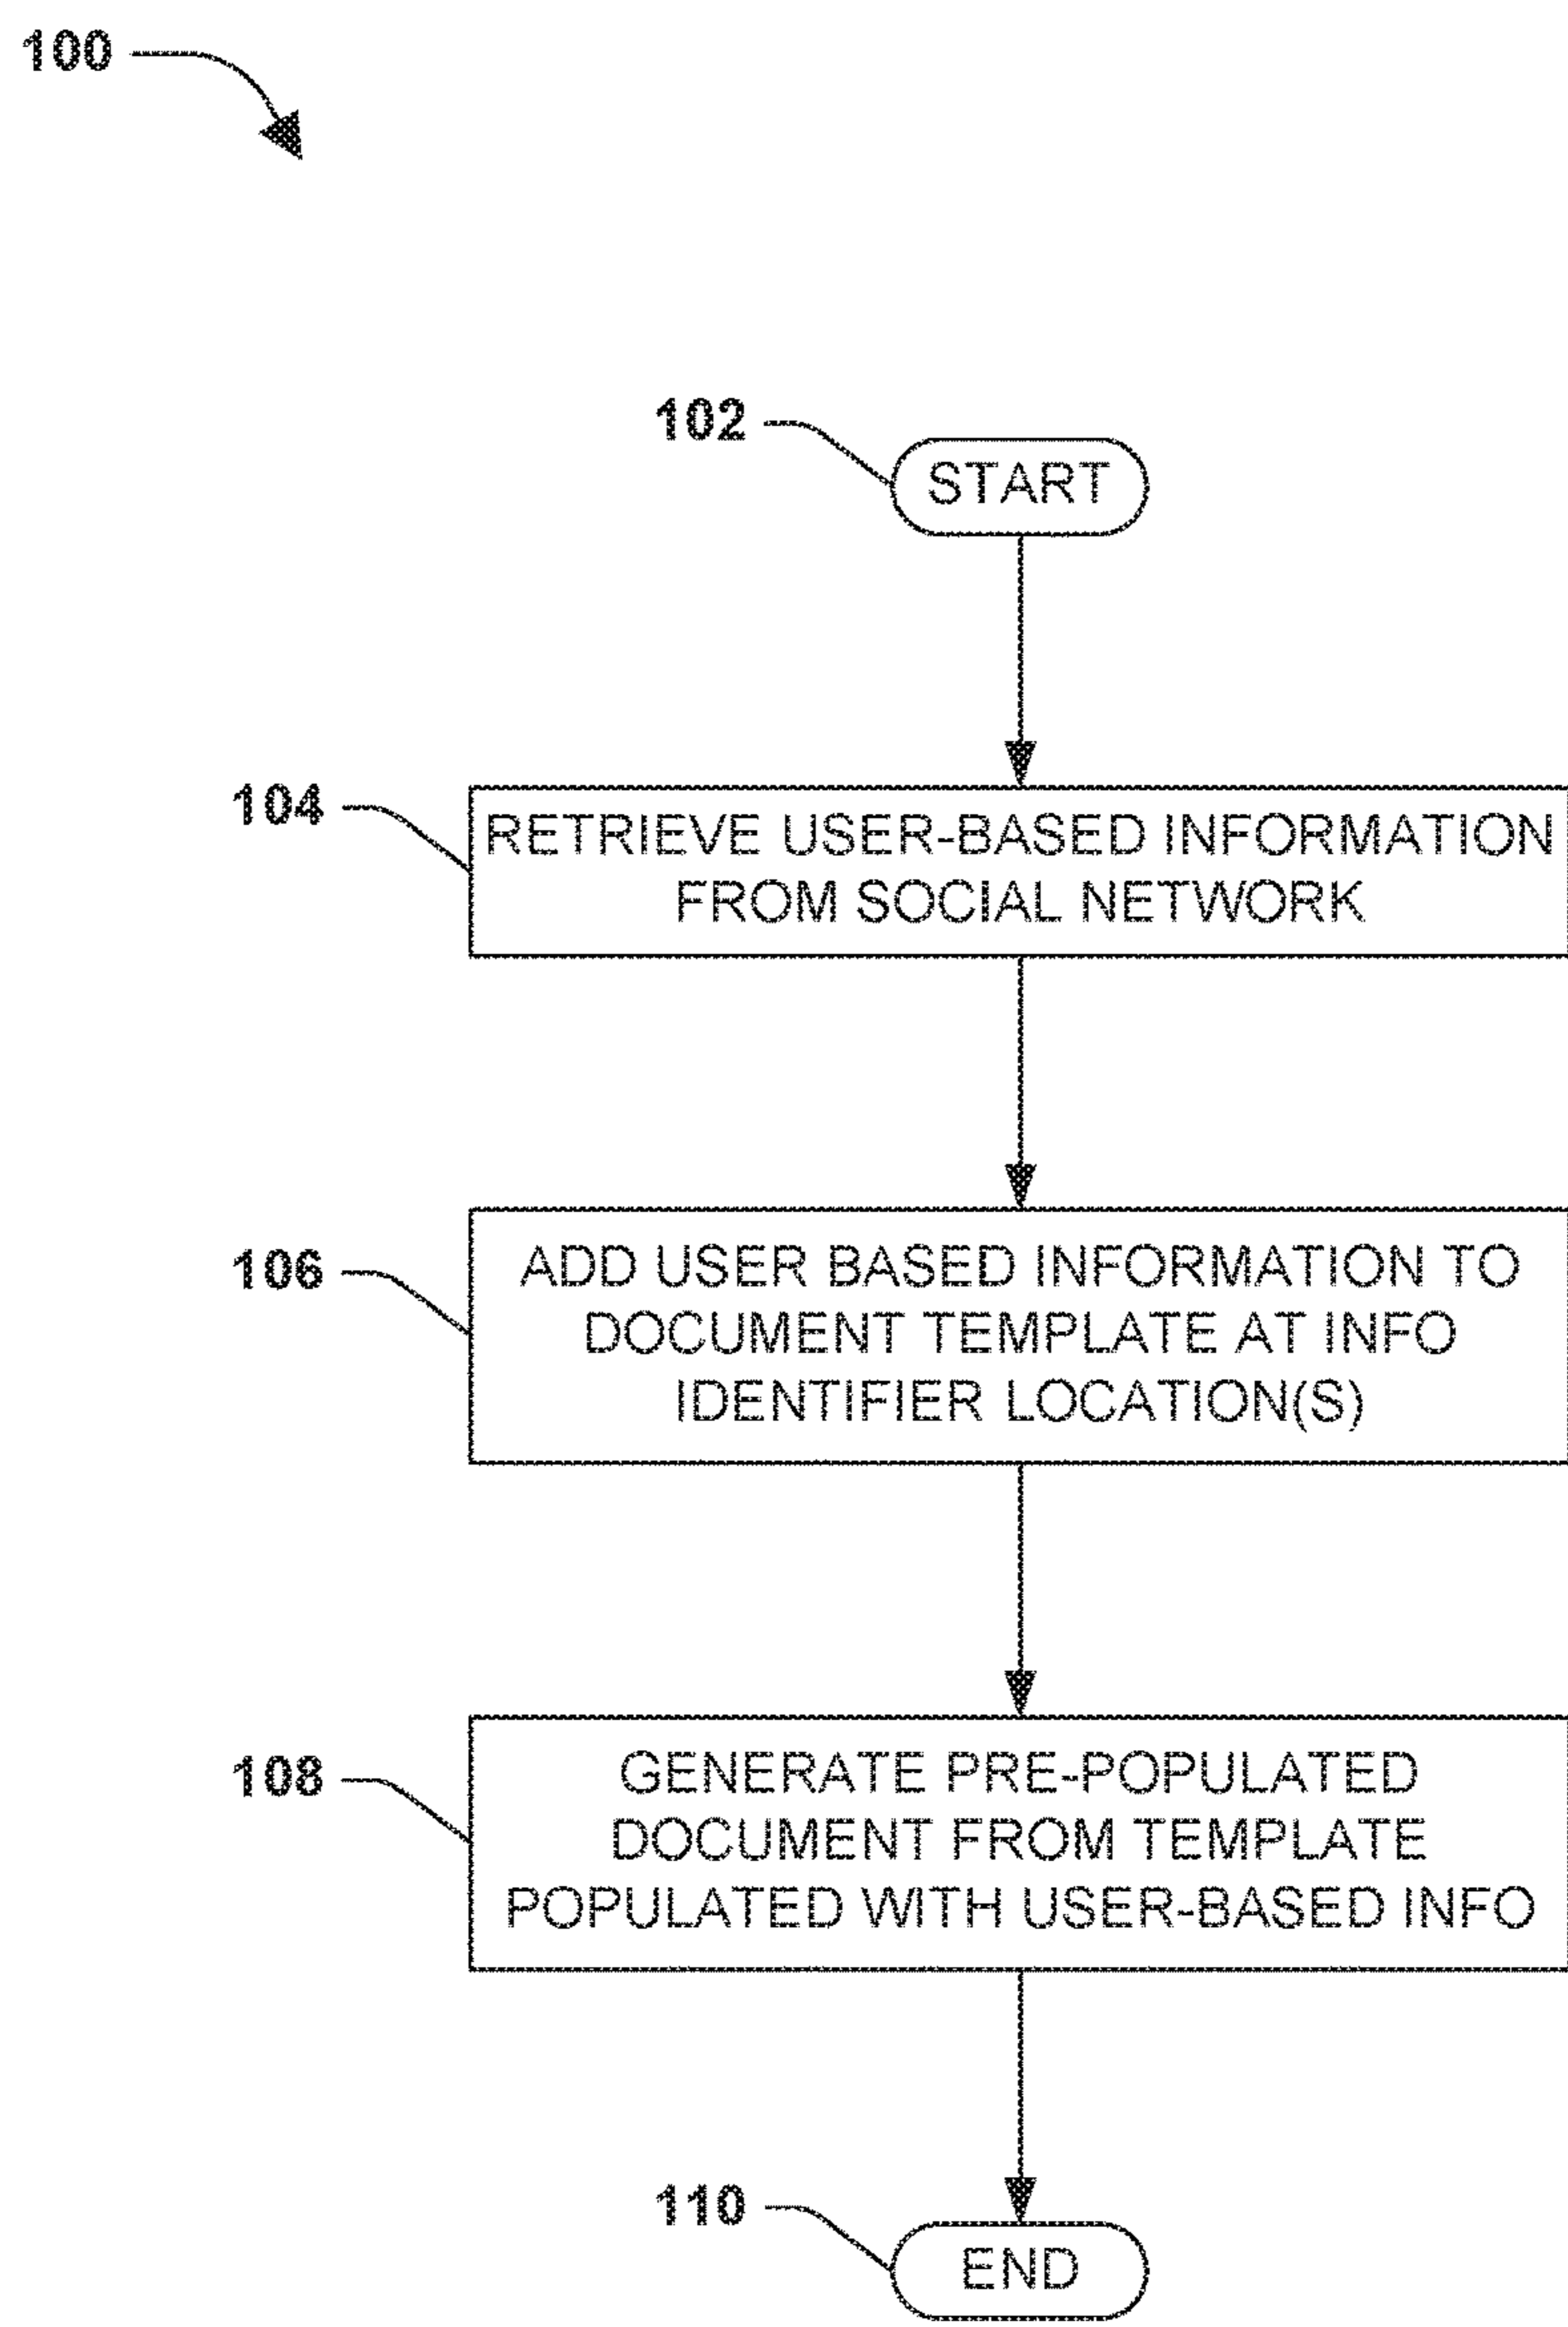 100
102
START
104
RETRIEVE USER-BASED INFORMATION
FROM SOCIAL NETWORK
106
ADD USER BASED INFORMATION TO
DOCUMENT TEMPLATE AT INFO
IDENTIFIER LOCATION(S)
108
GENERATE PRE-POPULATED
DOCUMENT FROM TEMPLATE
POPULATED WITH USER-BASED INFO
110
END